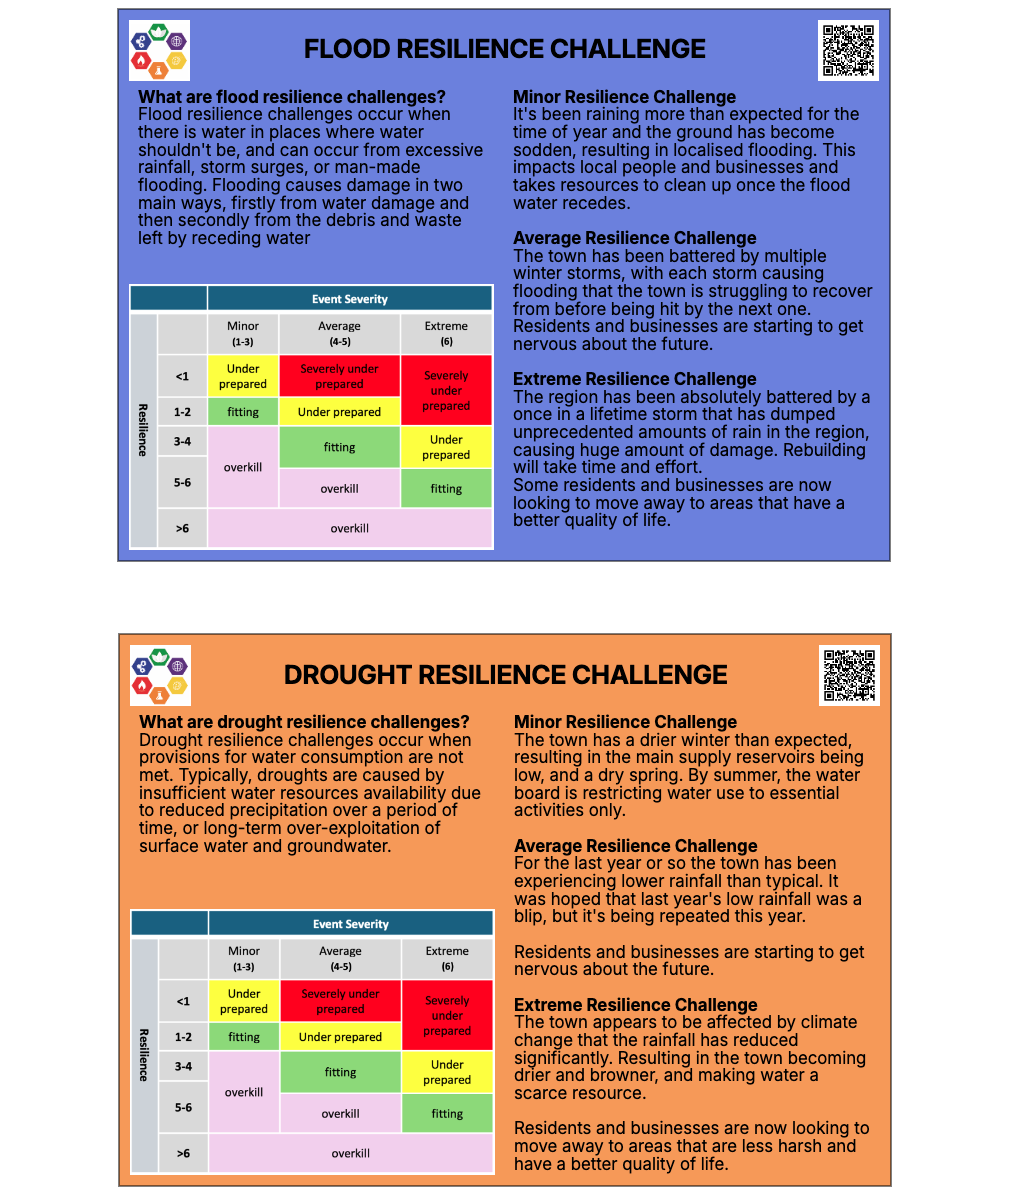 FLOOD RESILIENCE CHALLENGE
What are flood resilience challenges?
Flood resilience challenges occur when
there is water in places where water
shouldn't be, and can occur from excessive
rainfall, storm surges, or man-made
flooding. Flooding causes damage in two
main ways, firstly from water damage and
then secondly from the debris and waste
left by receding water
Event Severity
Minor
(1-3)
Average
(4-5)
Extreme
(6)
Resilience
<1
Under
prepared
Severely under
prepared
Severely
under
prepared
1-2
fitting
Under prepared
3-4
overkill
fitting
Under
prepared
5-6
overkill
fitting
>6
overkill
Minor Resilience Challenge
It's been raining more than expected for the
time of year and the ground has become
sodden, resulting in localised flooding. This
impacts local people and businesses and
takes resources to clean up once the flood
water recedes.
Average Resilience Challenge
The town has been battered by multiple
winter storms, with each storm causing
flooding that the town is struggling to recover
from before being hit by the next one.
Residents and businesses are starting to get
nervous about the future.
Extreme Resilience Challenge
The region has been absolutely battered by a
once in a lifetime storm that has dumped
unprecedented amounts of rain in the region,
causing huge amount of damage. Rebuilding
will take time and effort.
Some residents and businesses are now
looking to move away to areas that have a
better quality of life.
DROUGHT RESILIENCE CHALLENGE
What are drought resilience challenges?
Drought resilience challenges occur when
provisions for water consumption are not
met. Typically, droughts are caused by
insufficient water resources availability due
to reduced precipitation over a period of
time, or long-term over-exploitation of
surface water and groundwater.
Event Severity
Minor
(1-3)
Average
(4-5)
Extreme
(6)
Resilience
<1
Under
prepared
Severely under
prepared
Severely
under
prepared
1-2
fitting
Under prepared
3-4
overkill
fitting
Under
prepared
5-6
overkill
fitting
>6
overkill
Minor Resilience Challenge
The town has a drier winter than expected,
resulting in the main supply reservoirs being
low, and a dry spring. By summer, the water
board is restricting water use to essential
activities only.
Average Resilience Challenge
For the last year or so the town has been
experiencing lower rainfall than typical. It
was hoped that last year's low rainfall was a
blip, but it's being repeated this year.
Residents and businesses are starting to get
nervous about the future.
Extreme Resilience Challenge
The town appears to be affected by climate
change that the rainfall has reduced
significantly. Resulting in the town becoming
drier and browner, and making water a
scarce resource.
Residents and businesses are now looking to
move away to areas that are less harsh and
have a better quality of life.